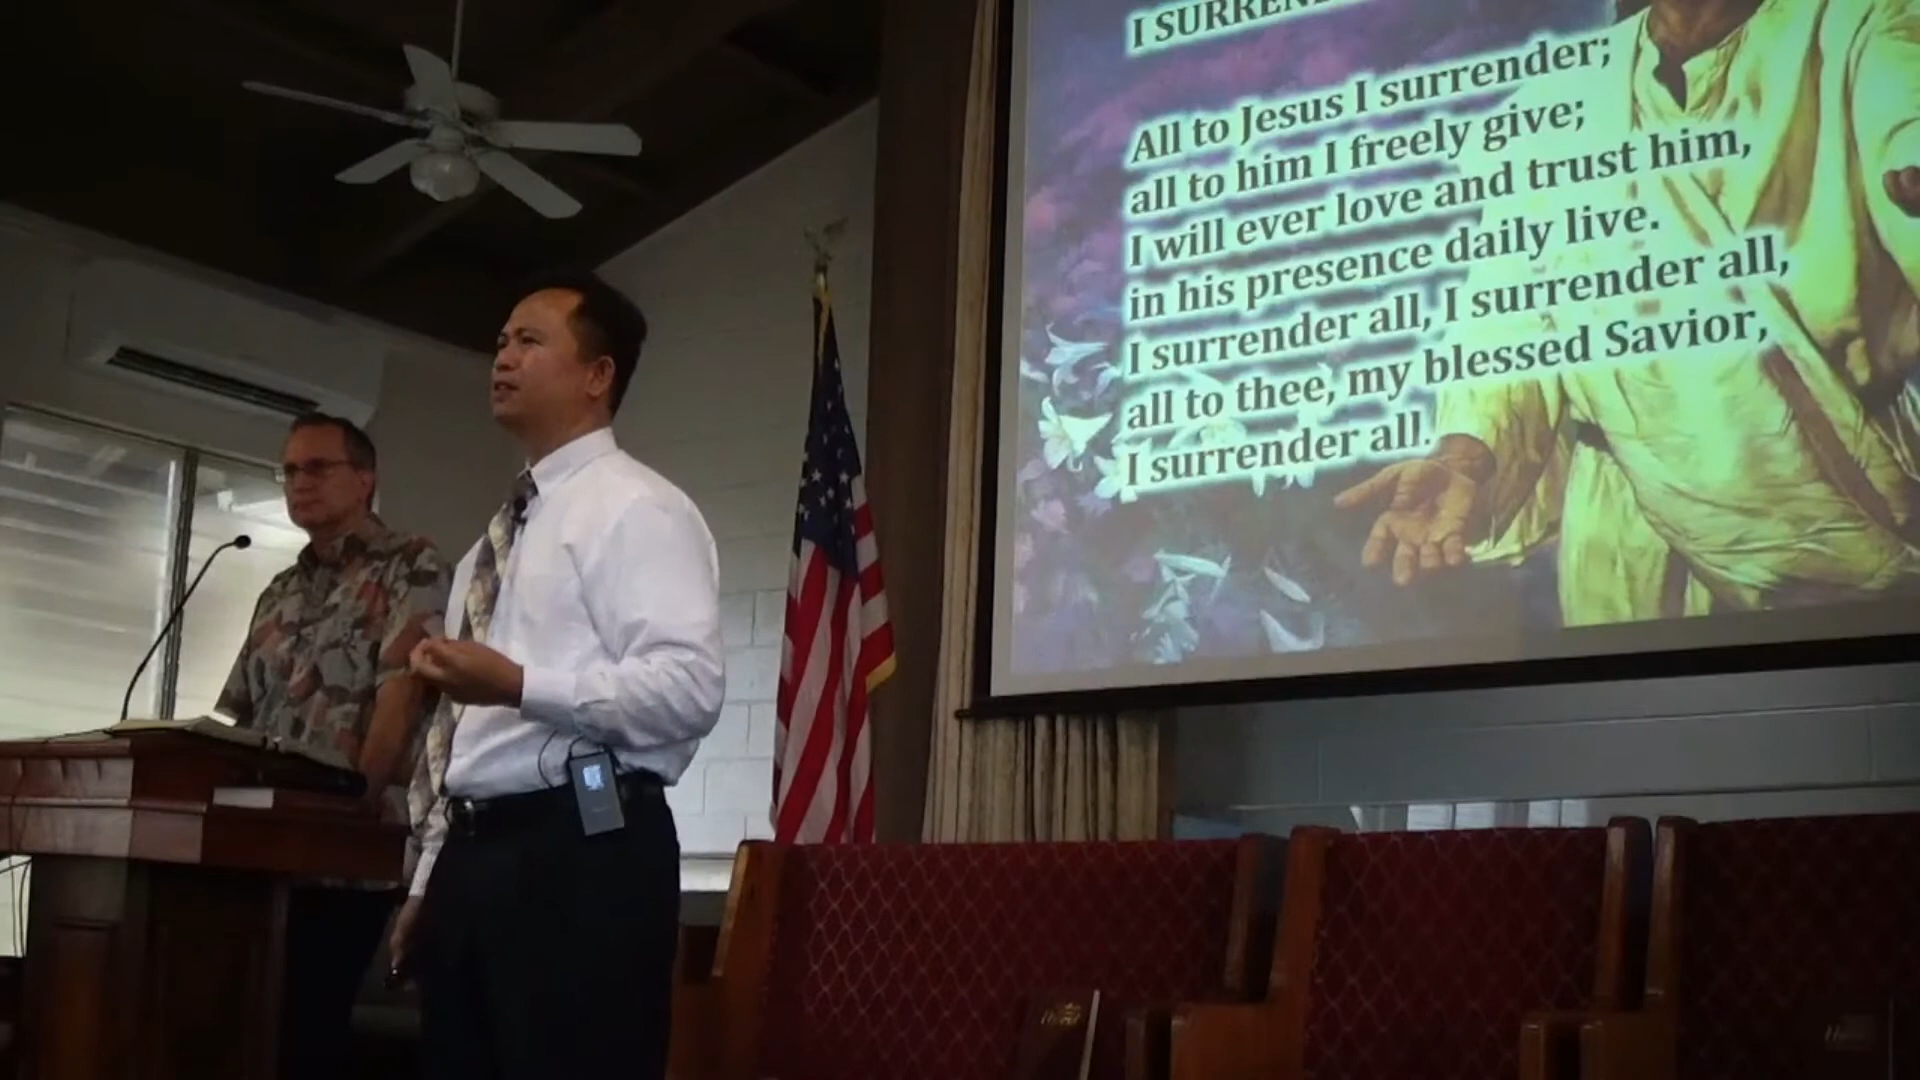 I SURREN
All to Jesus I surrender;
all to him I freely give;
I will ever love and trust him,
in his presence daily live.
I surrender all, I surrender all,
all to thee, my blessed Savior,
I surrender all.